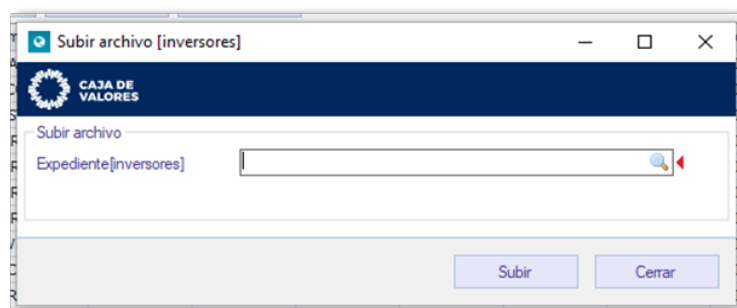 Subir archivo [inversores]
CAJA DE
VALORES
Subir archivo
Expediente[inversores]
Subir
Cerrar